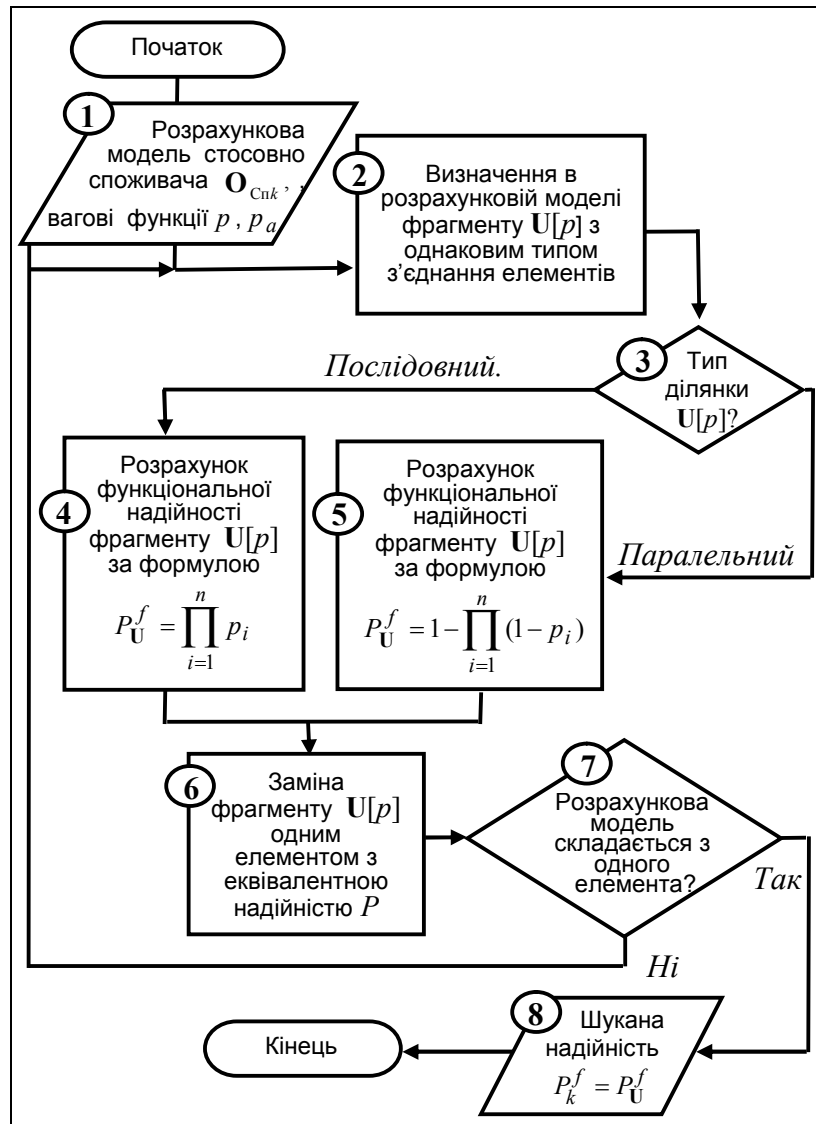 Початок
1
Розрахункова
модель стосовно
споживача O_Спk , ,
вагові функції p , p_a
2
Визначення в
розрахунковій моделі
фрагменту U[p] з
однаковим типом
з’єднання елементів
3
Тип
ділянки
U[p]?
Послідовний.
Паралельний
4
Розрахунок
функціональної
надійності
фрагменту U[p]
за формулою
P_U^f = ∏_{i=1}^{n} p_i
5
Розрахунок
функціональної
надійності
фрагменту U[p]
за формулою
P_U^f = 1 − ∏_{i=1}^{n} (1 − p_i)
6
Заміна
фрагменту U[p]
одним
елементом з
еквівалентною
надійністю P
7
Розрахункова
модель
складається з
одного
елемента?
Так
Ні
8
Шукана
надійність
P_k^f = P_U^f
Кінець